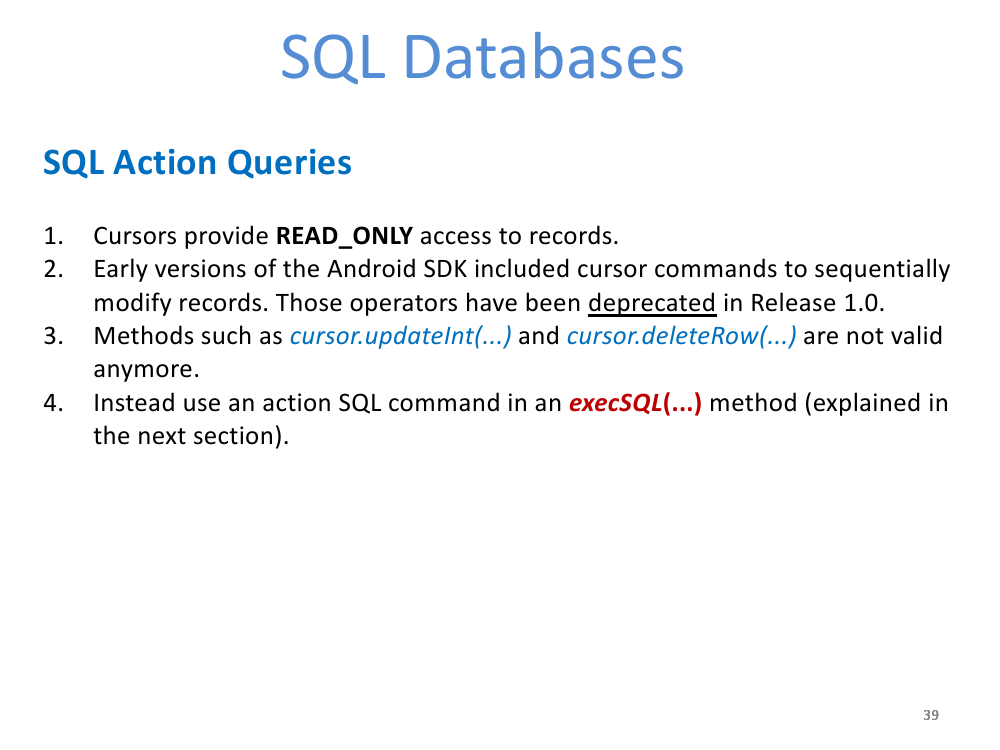 SQL Databases
SQL Action Queries
1. Cursors provide READ_ONLY access to records.
2. Early versions of the Android SDK included cursor commands to sequentially
modify records. Those operators have been deprecated in Release 1.0.
3. Methods such as cursor.updateInt(...) and cursor.deleteRow(...) are not valid
anymore.
4. Instead use an action SQL command in an execSQL(...) method (explained in
the next section).
39